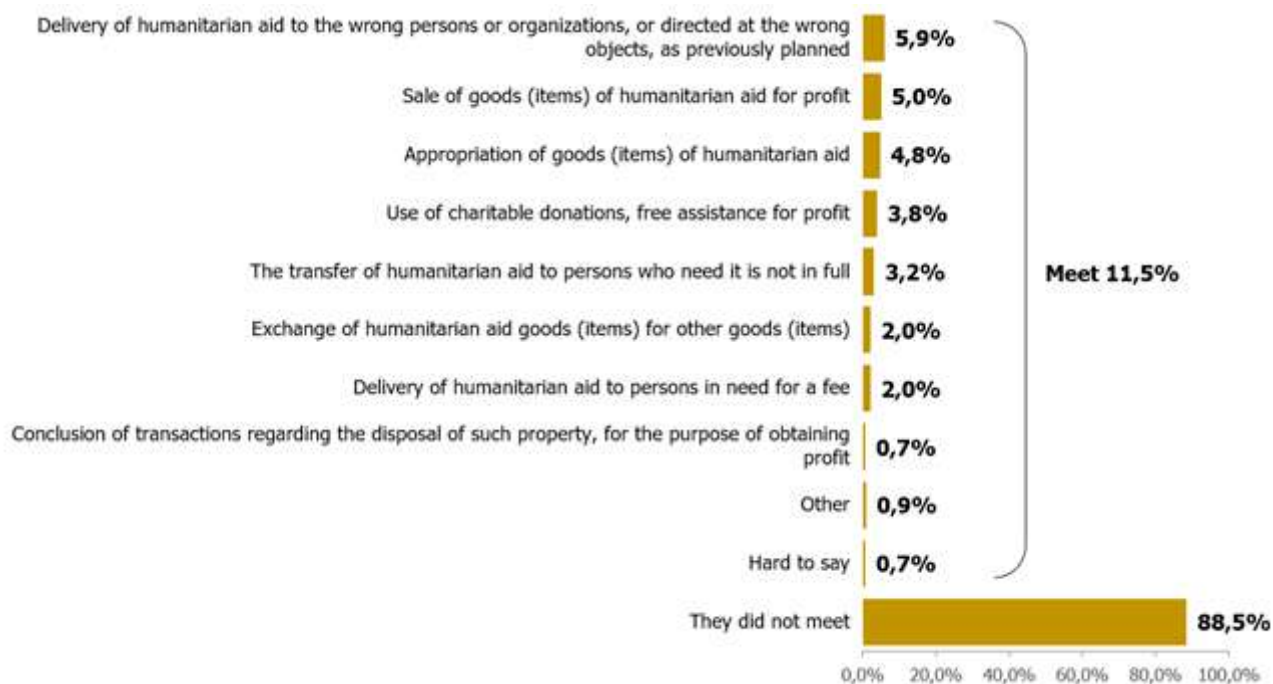 Delivery of humanitarian aid to the wrong persons or organizations, or directed at the wrong
objects, as previously planned
5,9%
Sale of goods (items) of humanitarian aid for profit
5,0%
Appropriation of goods (items) of humanitarian aid
4,8%
Use of charitable donations, free assistance for profit
3,8%
The transfer of humanitarian aid to persons who need it is not in full
3,2%
Meet 11,5%
Exchange of humanitarian aid goods (items) for other goods (items)
2,0%
Delivery of humanitarian aid to persons in need for a fee
2,0%
Conclusion of transactions regarding the disposal of such property, for the purpose of obtaining
profit
0,7%
Other
0,9%
Hard to say
0,7%
They did not meet
88,5%
0,0% 20,0% 40,0% 60,0% 80,0% 100,0%